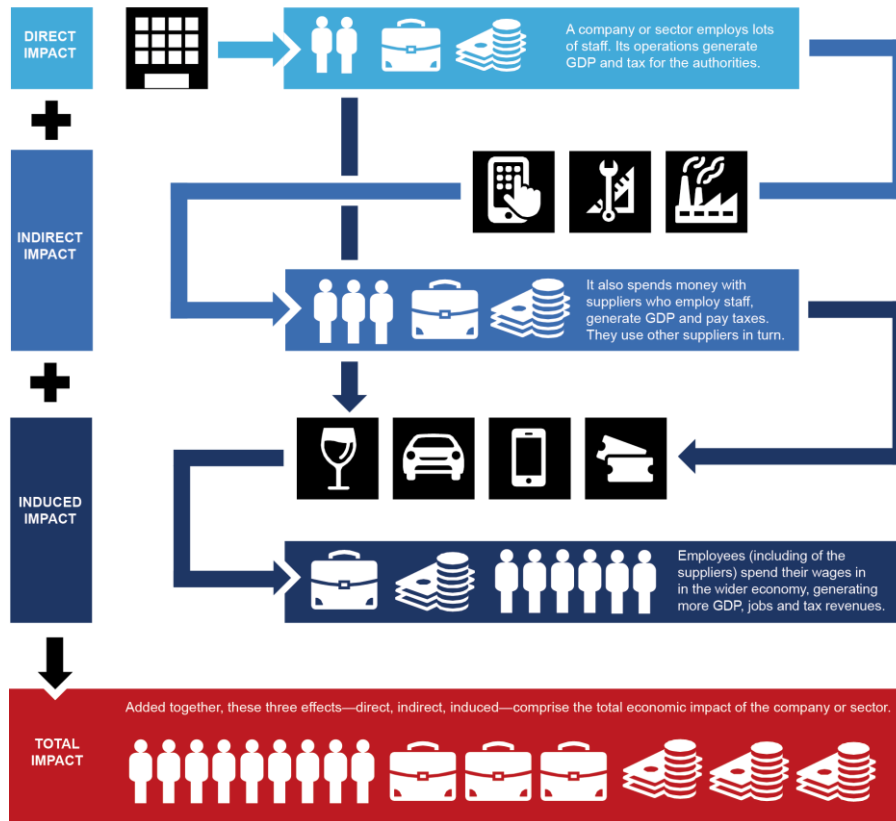 DIRECT
IMPACT
A company or sector employs lots
of staff. Its operations generate
GDP and tax for the authorities.
INDIRECT
IMPACT
It also spends money with
suppliers who employ staff,
generate GDP and pay taxes.
They use other suppliers in turn.
INDUCED
IMPACT
Employees (including of the
suppliers) spend their wages in
in the wider economy, generating
more GDP, jobs and tax revenues.
Added together, these three effects—direct, indirect, induced—comprise the total economic impact of the company or sector.
TOTAL
IMPACT